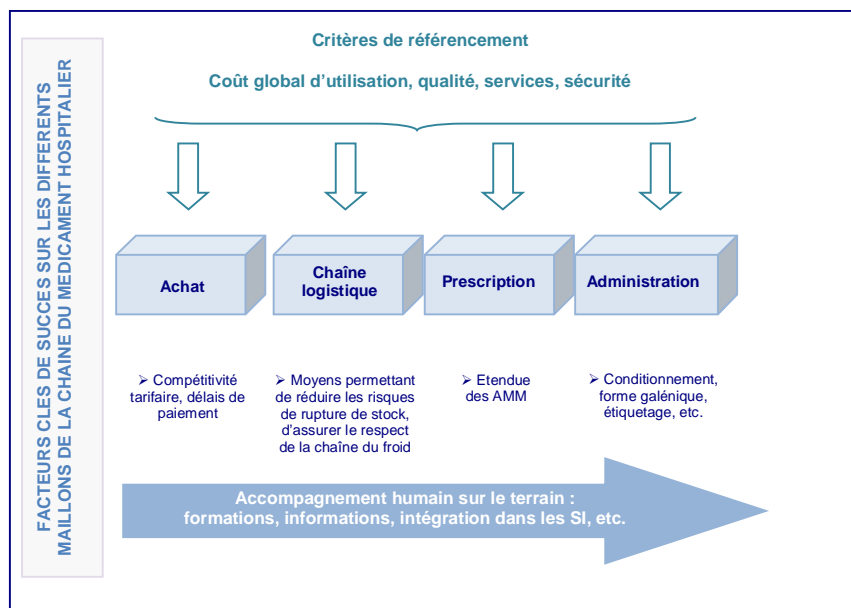 FACTEURS CLES DE SUCCES SUR LES DIFFERENTS
MAILLONS DE LA CHAINE DU MEDICAMENT HOSPITALIER
Critères de référencement
Coût global d'utilisation, qualité, services, sécurité
Achat
Chaîne
logistique
Prescription
Administration
➢ Compétitivité
tarifaire, délais de
paiement
➢ Moyens permettant
de réduire les risques
de rupture de stock,
d'assurer le respect
de la chaîne du froid
➢ Etendue
des AMM
➢ Conditionnement,
forme galénique,
étiquetage, etc.
Accompagnement humain sur le terrain :
formations, informations, intégration dans les SI, etc.